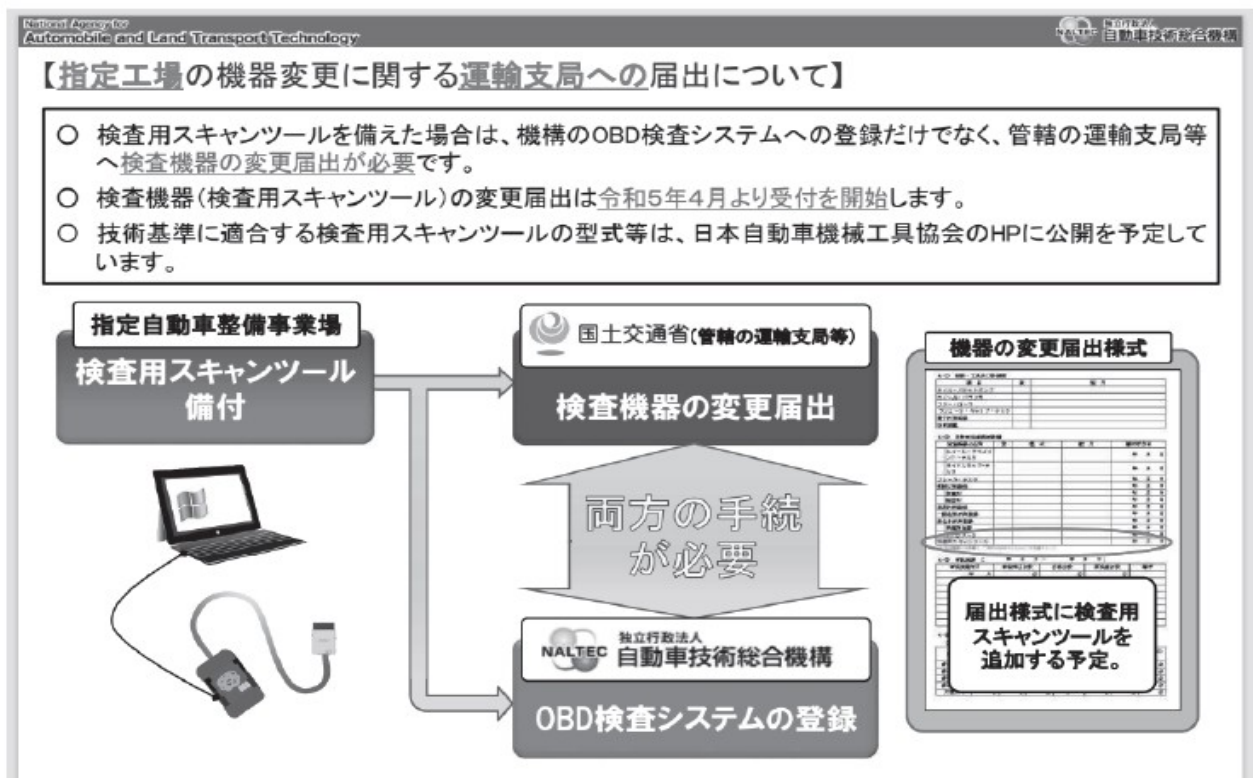 National Agency for
Automobile and Land Transport Technology
NALTEC
独立行政法人
自動車技術総合機構
【指定工場の機器変更に関する運輸支局への届出について】
○ 検査用スキャンツールを備えた場合は、機構のOBD検査システムへの登録だけでなく、管轄の運輸支局等
へ検査機器の変更届出が必要です。
○ 検査機器(検査用スキャンツール)の変更届出は令和5年4月より受付を開始します。
○ 技術基準に適合する検査用スキャンツールの型式等は、日本自動車機械工具協会のHPに公開を予定して
います。
指定自動車整備事業場
検査用スキャンツール
備付
国土交通省(管轄の運輸支局等)
検査機器の変更届出
両方の手続
が必要
NALTEC
独立行政法人
自動車技術総合機構
OBD検査システムの登録
機器の変更届出様式
届出様式に検査用
スキャンツールを
追加する予定。